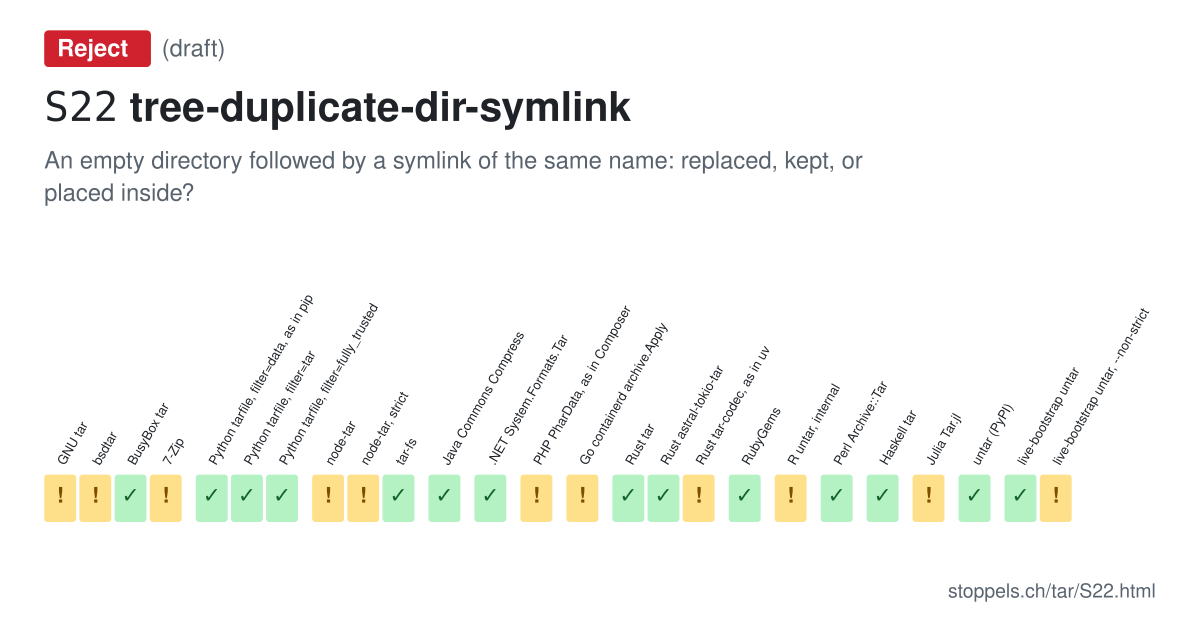 Reject (draft)
S22 tree-duplicate-dir-symlink
An empty directory followed by a symlink of the same name: replaced, kept, or
placed inside?
GNU tar
bsdtar
BusyBox tar
7-Zip
Python tarfile, filter=data, as in pip
Python tarfile, filter=tar
Python tarfile, filter=fully_trusted
node-tar
node-tar, strict
tar-fs
Java Commons Compress
.NET System.Formats.Tar
PHP PharData, as in Composer
Go containerd archive.Apply
Rust tar
Rust astral-tokio-tar
Rust tar-codec, as in uv
RubyGems
R untar, internal
Perl Archive::Tar
Haskell tar
Julia Tar.jl
untar (PyPI)
live-bootstrap untar
live-bootstrap untar, --non-strict
! ! ✓ ! ✓ ✓ ✓ ! ! ✓ ✓ ✓ ! ! ✓ ✓ ! ✓ ! ✓ ✓ ! ✓ ✓ !
stoppels.ch/tar/S22.html